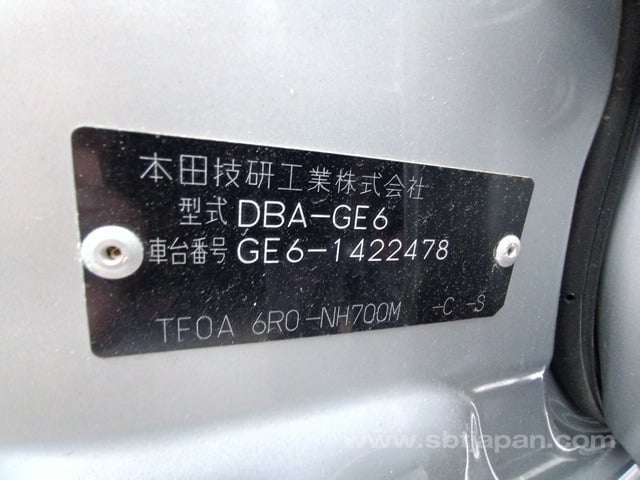 本田技研工業株式会社
型式 DBA-GE6
車台番号 GE6-1422478
TF0A 6R0-NH700M -C -S
www.sbtjapan.com